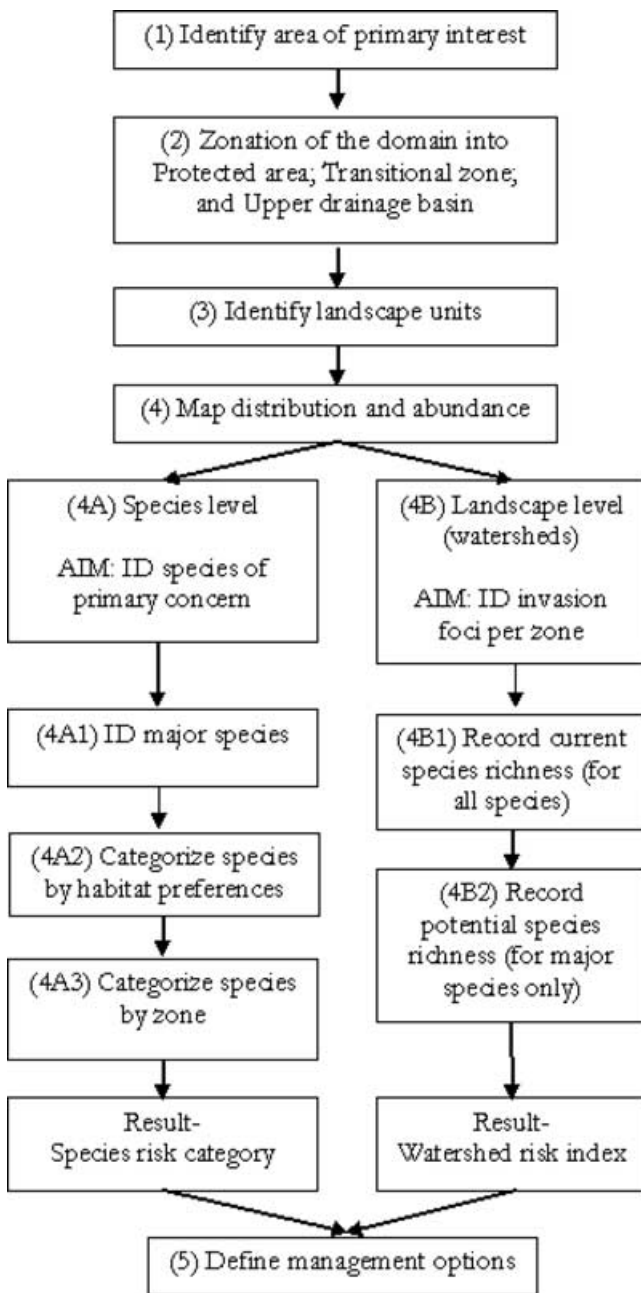 (1) Identify area of primary interest
(2) Zonation of the domain into
Protected area; Transitional zone;
and Upper drainage basin
(3) Identify landscape units
(4) Map distribution and abundance
(4A) Species level
AIM: ID species of
primary concern
(4A1) ID major species
(4A2) Categorize species
by habitat preferences
(4A3) Categorize species
by zone
Result-
Species risk category
(4B) Landscape level
(watersheds)
AIM: ID invasion
foci per zone
(4B1) Record current
species richness (for
all species)
(4B2) Record
potential species
richness (for major
species only)
Result-
Watershed risk index
(5) Define management options